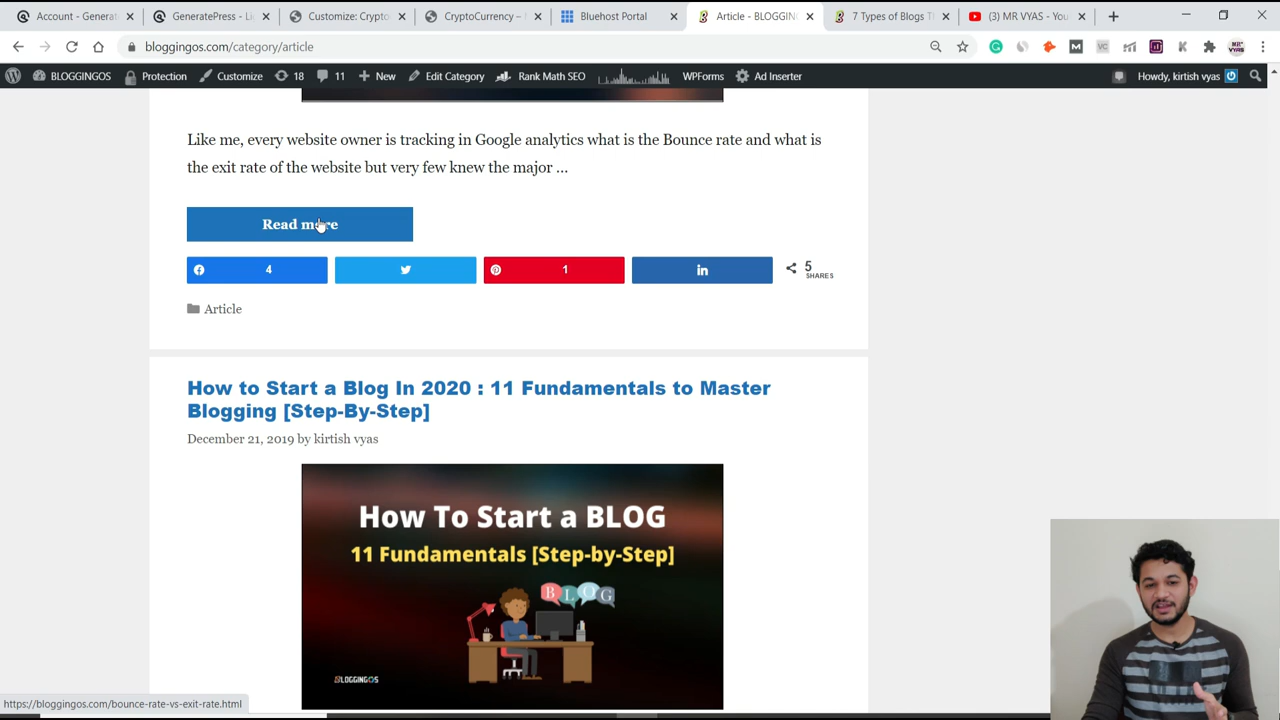 Account - Generat
GeneratePress - Li
Customize: Crypto
CryptoCurrency –
Bluehost Portal
Article - BLOGGING
7 Types of Blogs T
(3) MR VYAS - You
bloggingos.com/category/article
BLOGGINGOS
Protection
Customize
18
11
New
Edit Category
Rank Math SEO
WPForms
Ad Inserter
Howdy, kirtish vyas
Like me, every website owner is tracking in Google analytics what is the Bounce rate and what is
the exit rate of the website but very few knew the major ...
Read more
4
1
5
SHARES
Article
How to Start a Blog In 2020 : 11 Fundamentals to Master
Blogging [Step-By-Step]
December 21, 2019 by kirtish vyas
How To Start a BLOG
11 Fundamentals [Step-by-Step]
BLOG
BLOGGINGOS
https://bloggingos.com/bounce-rate-vs-exit-rate.html